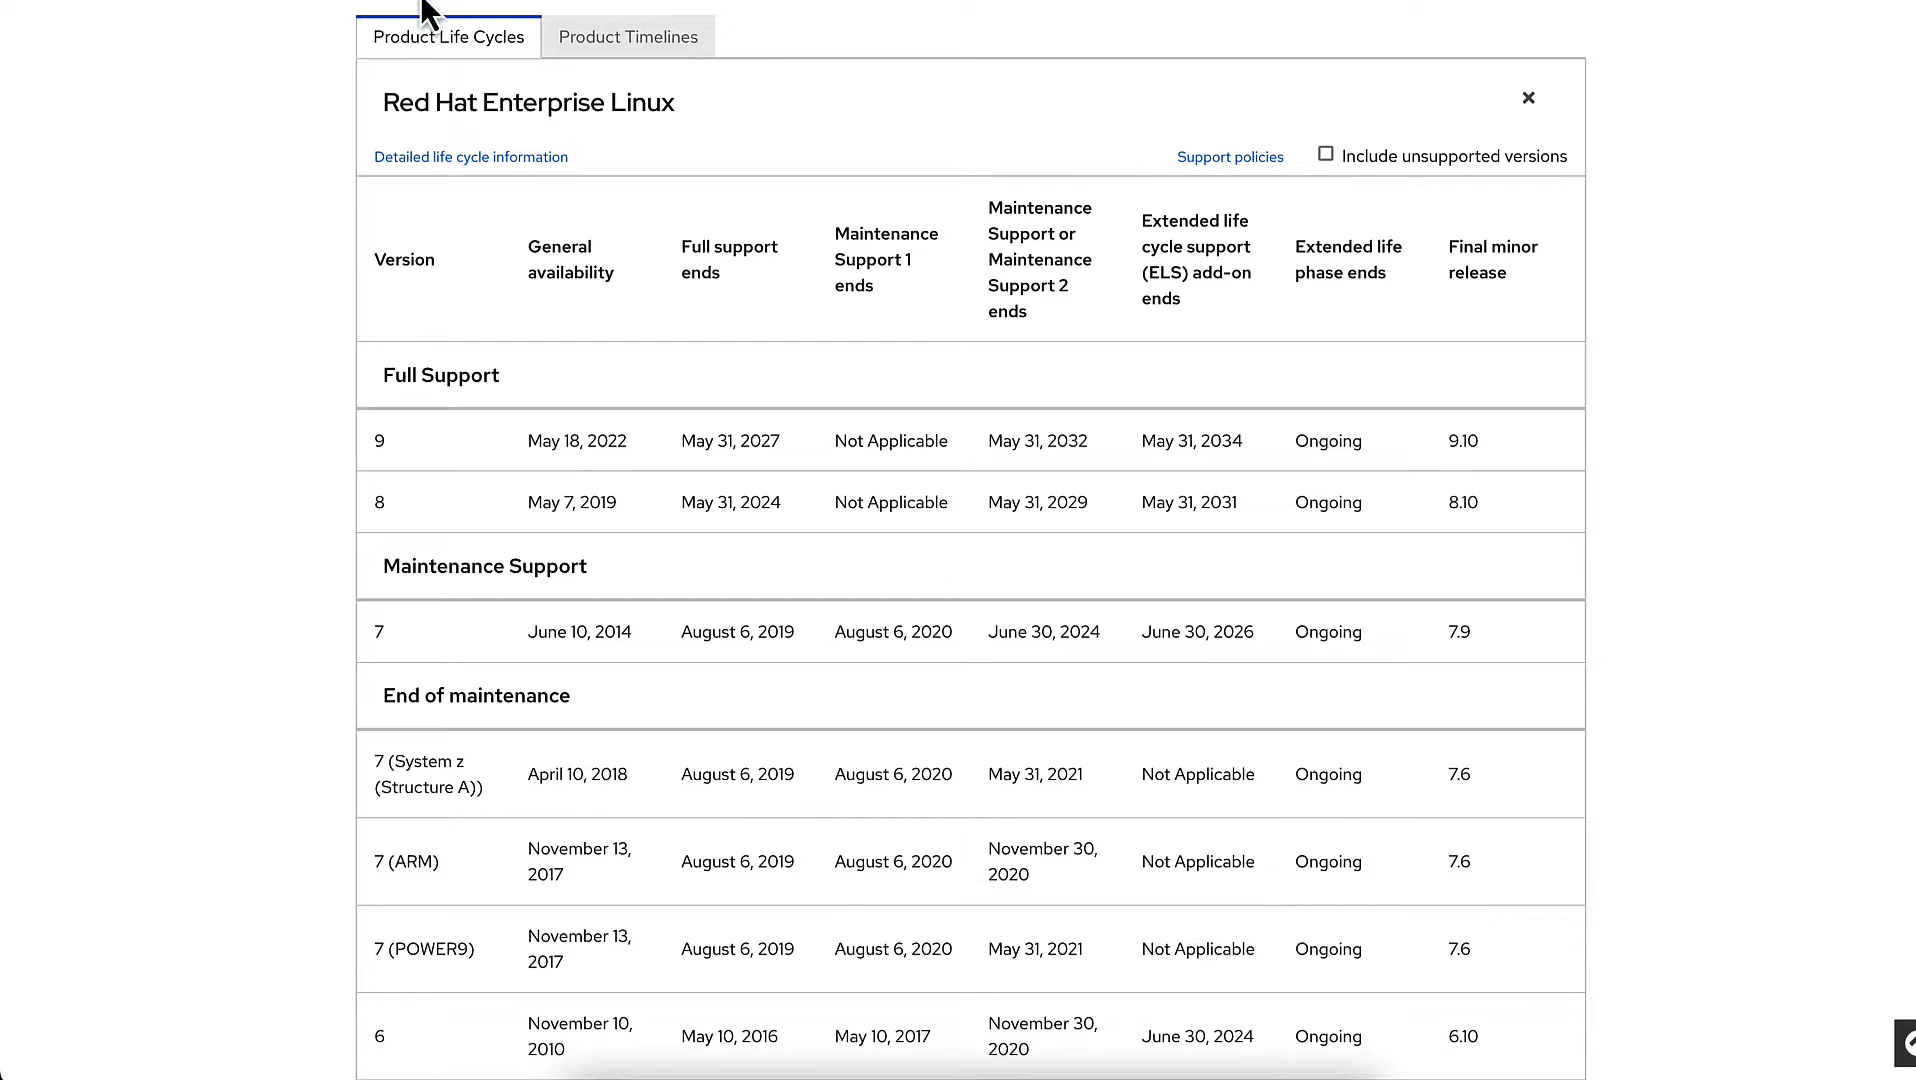 Product Life Cycles
Product Timelines
Red Hat Enterprise Linux
Detailed life cycle information
Support policies
Include unsupported versions
Version
General
availability
Full support
ends
Maintenance
Support 1
ends
Maintenance
Support or
Maintenance
Support 2
ends
Extended life
cycle support
(ELS) add-on
ends
Extended life
phase ends
Final minor
release
Full Support
9 May 18, 2022 May 31, 2027 Not Applicable May 31, 2032 May 31, 2034 Ongoing 9.10
8 May 7, 2019 May 31, 2024 Not Applicable May 31, 2029 May 31, 2031 Ongoing 8.10
Maintenance Support
7 June 10, 2014 August 6, 2019 August 6, 2020 June 30, 2024 June 30, 2026 Ongoing 7.9
End of maintenance
7 (System z
(Structure A))
April 10, 2018 August 6, 2019 August 6, 2020 May 31, 2021 Not Applicable Ongoing 7.6
7 (ARM)
November 13,
2017
August 6, 2019 August 6, 2020
November 30,
2020
Not Applicable Ongoing 7.6
7 (POWER9)
November 13,
2017
August 6, 2019 August 6, 2020 May 31, 2021 Not Applicable Ongoing 7.6
6
November 10,
2010
May 10, 2016 May 10, 2017
November 30,
2020
June 30, 2024 Ongoing 6.10